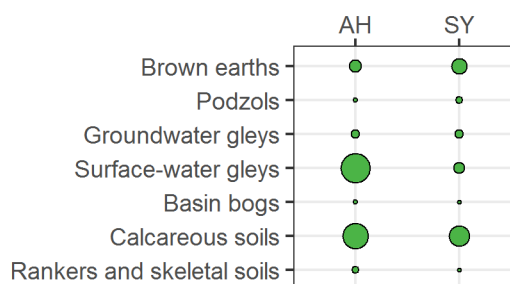 AH SY
Brown earths
Podzols
Groundwater gleys
Surface-water gleys
Basin bogs
Calcareous soils
Rankers and skeletal soils